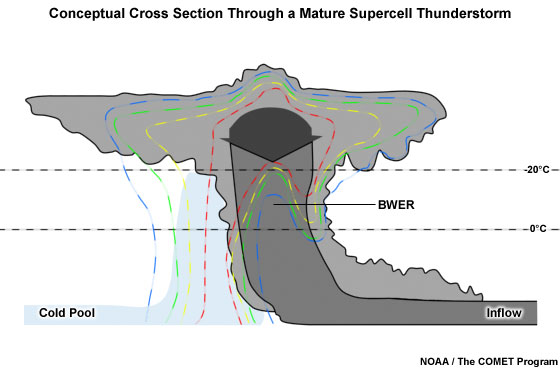 Conceptual Cross Section Through a Mature Supercell Thunderstorm
-20°C
BWER
0°C
Cold Pool
Inflow
NOAA / The COMET Program